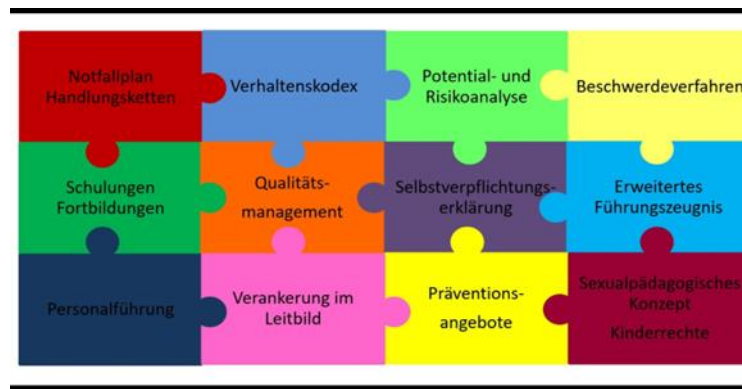 Notfallplan
Handlungsketten
Verhaltenskodex
Potential- und
Risikoanalyse
Beschwerdeverfahren
Schulungen
Fortbildungen
Qualitäts-
management
Selbstverpflichtungs-
erklärung
Erweitertes
Führungszeugnis
Personalführung
Verankerung im
Leitbild
Präventions-
angebote
Sexualpädagogisches
Konzept
Kinderrechte